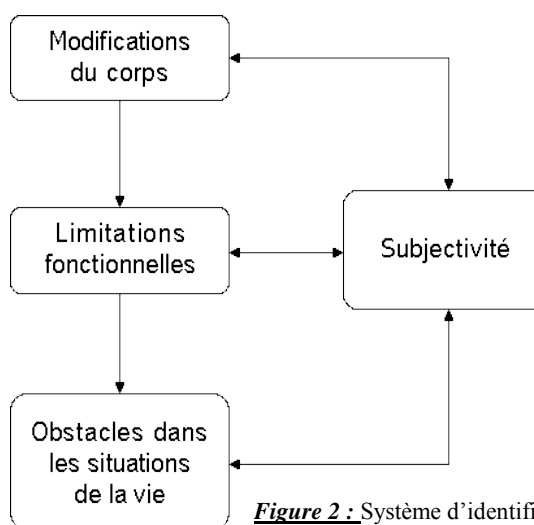 Modifications
du corps
Limitations
fonctionnelles
Subjectivité
Obstacles dans
les situations
de la vie
Figure 2 : Système d'identifi